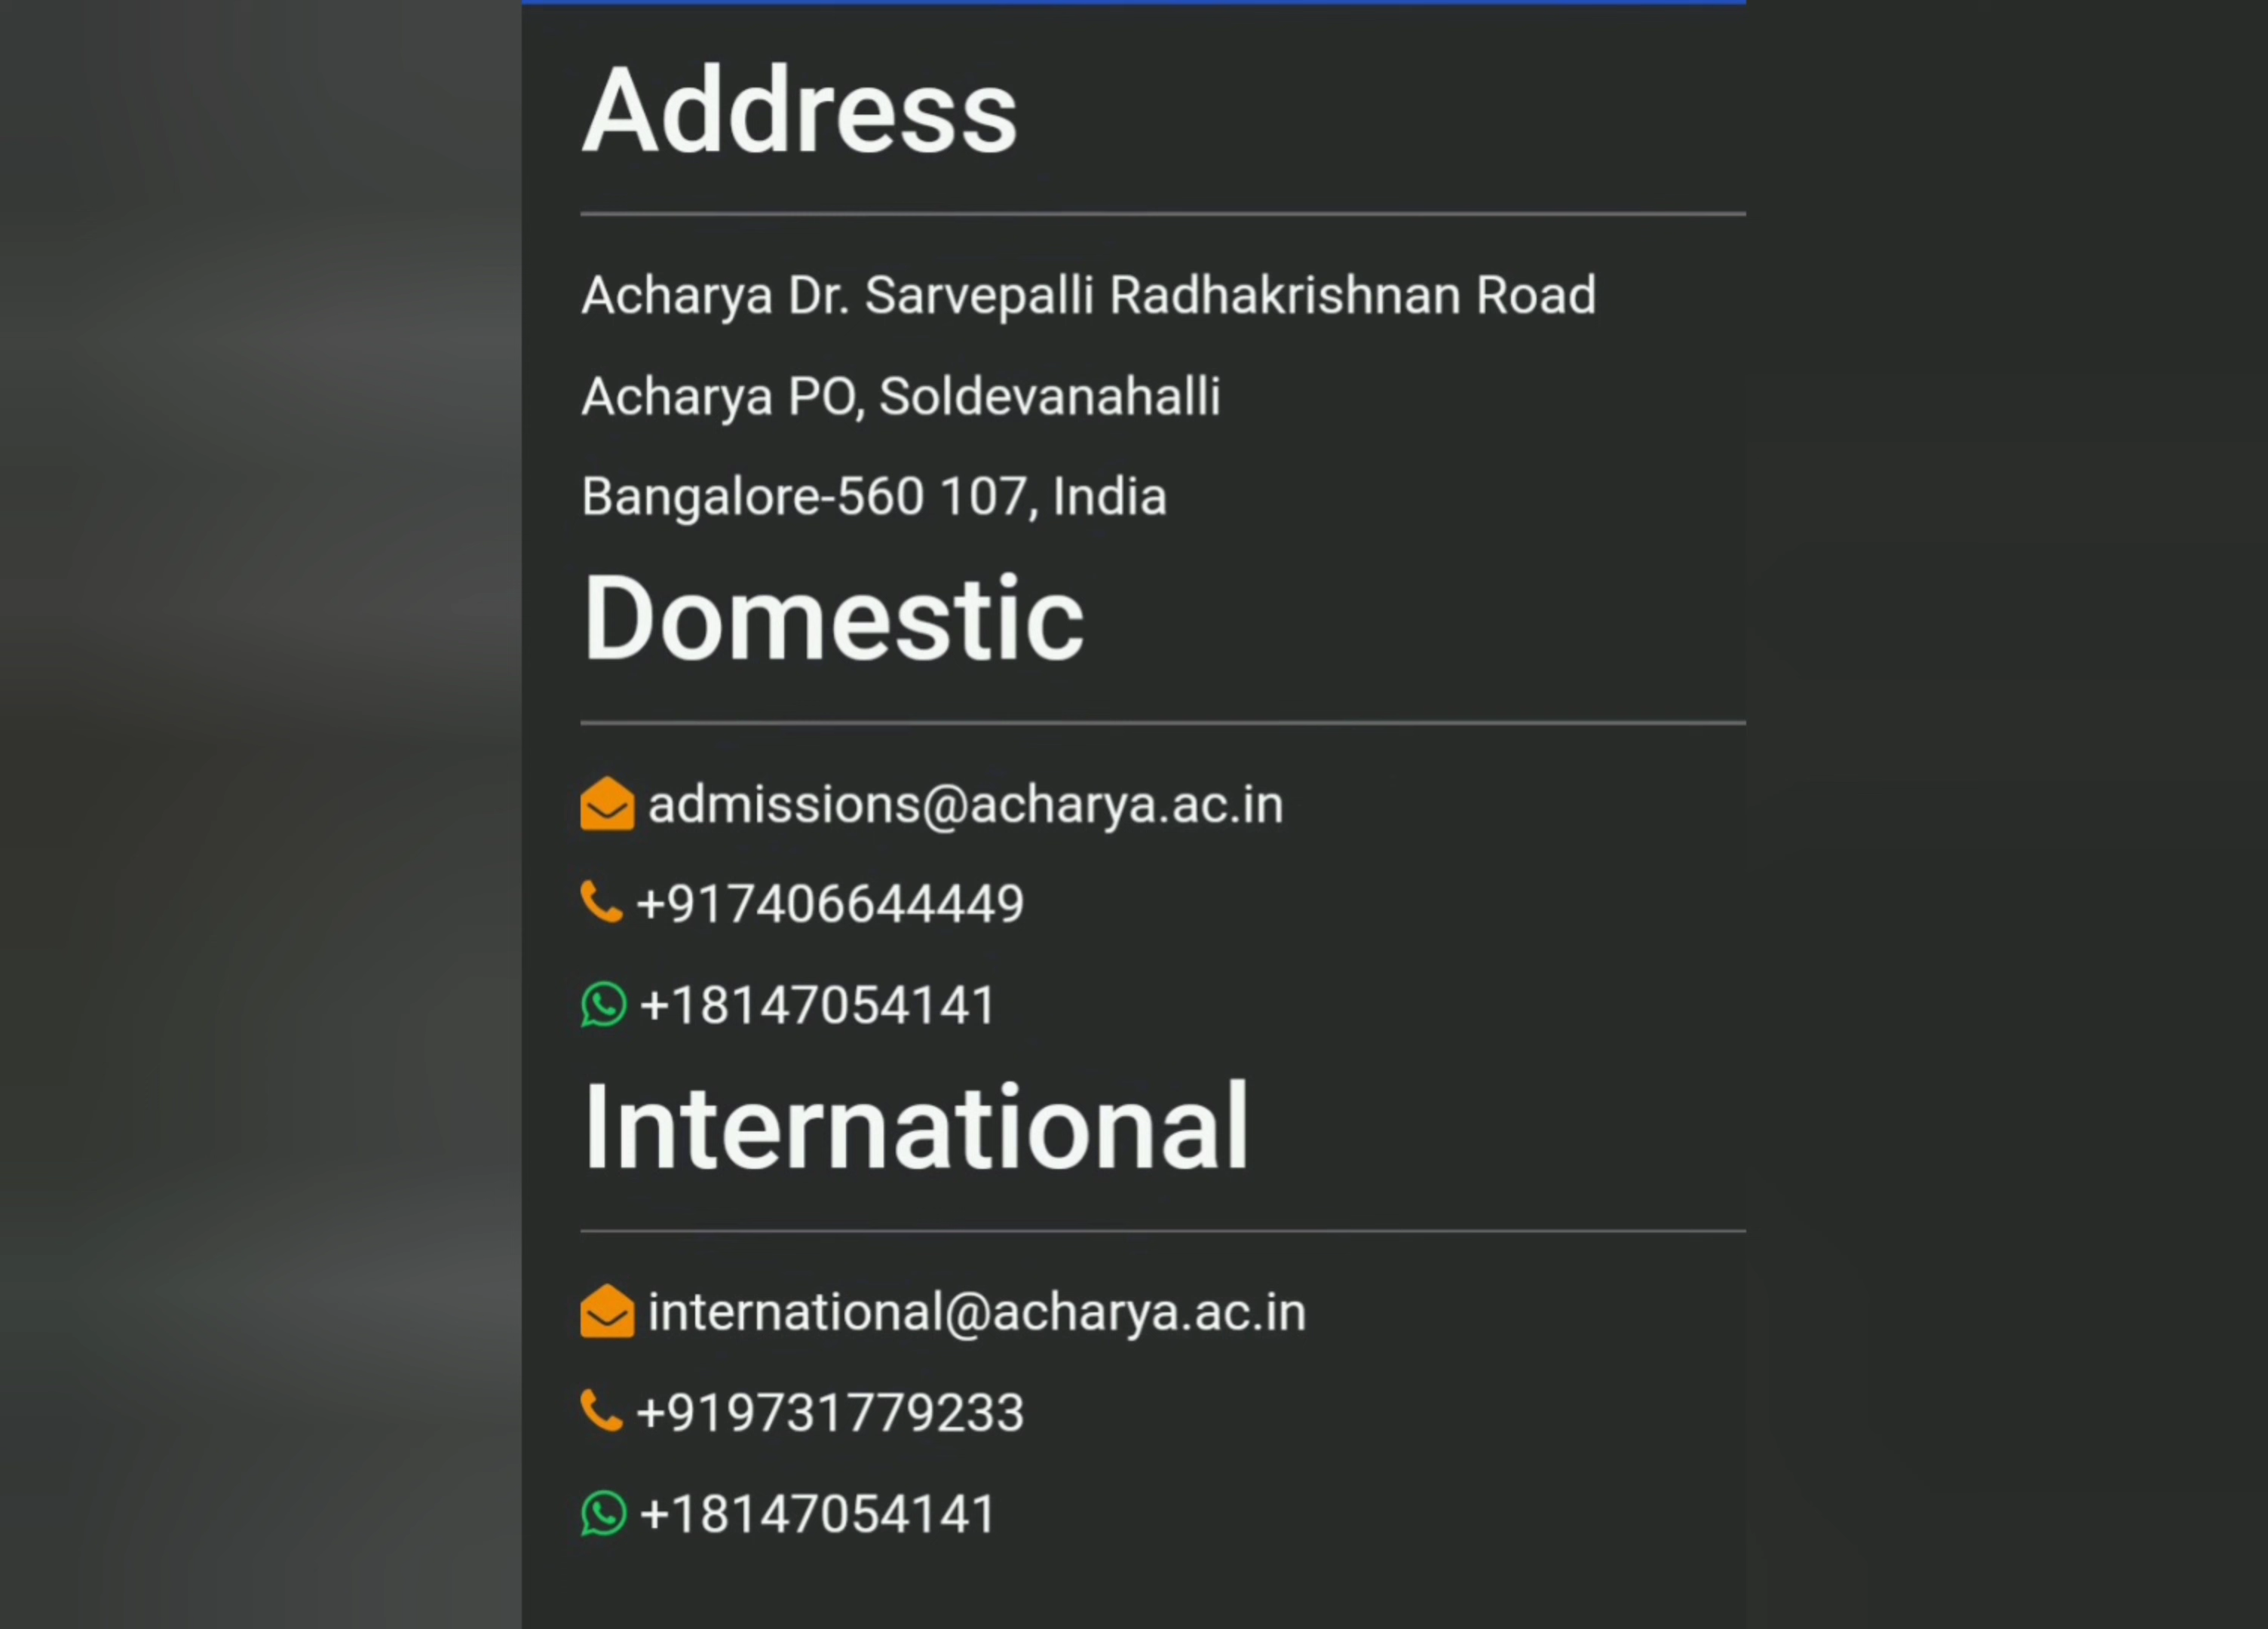 Address
Acharya Dr. Sarvepalli Radhakrishnan Road
Acharya PO, Soldevanahalli
Bangalore-560 107, India
Domestic
admissions@acharya.ac.in
+917406644449
+18147054141
International
international@acharya.ac.in
+919731779233
+18147054141